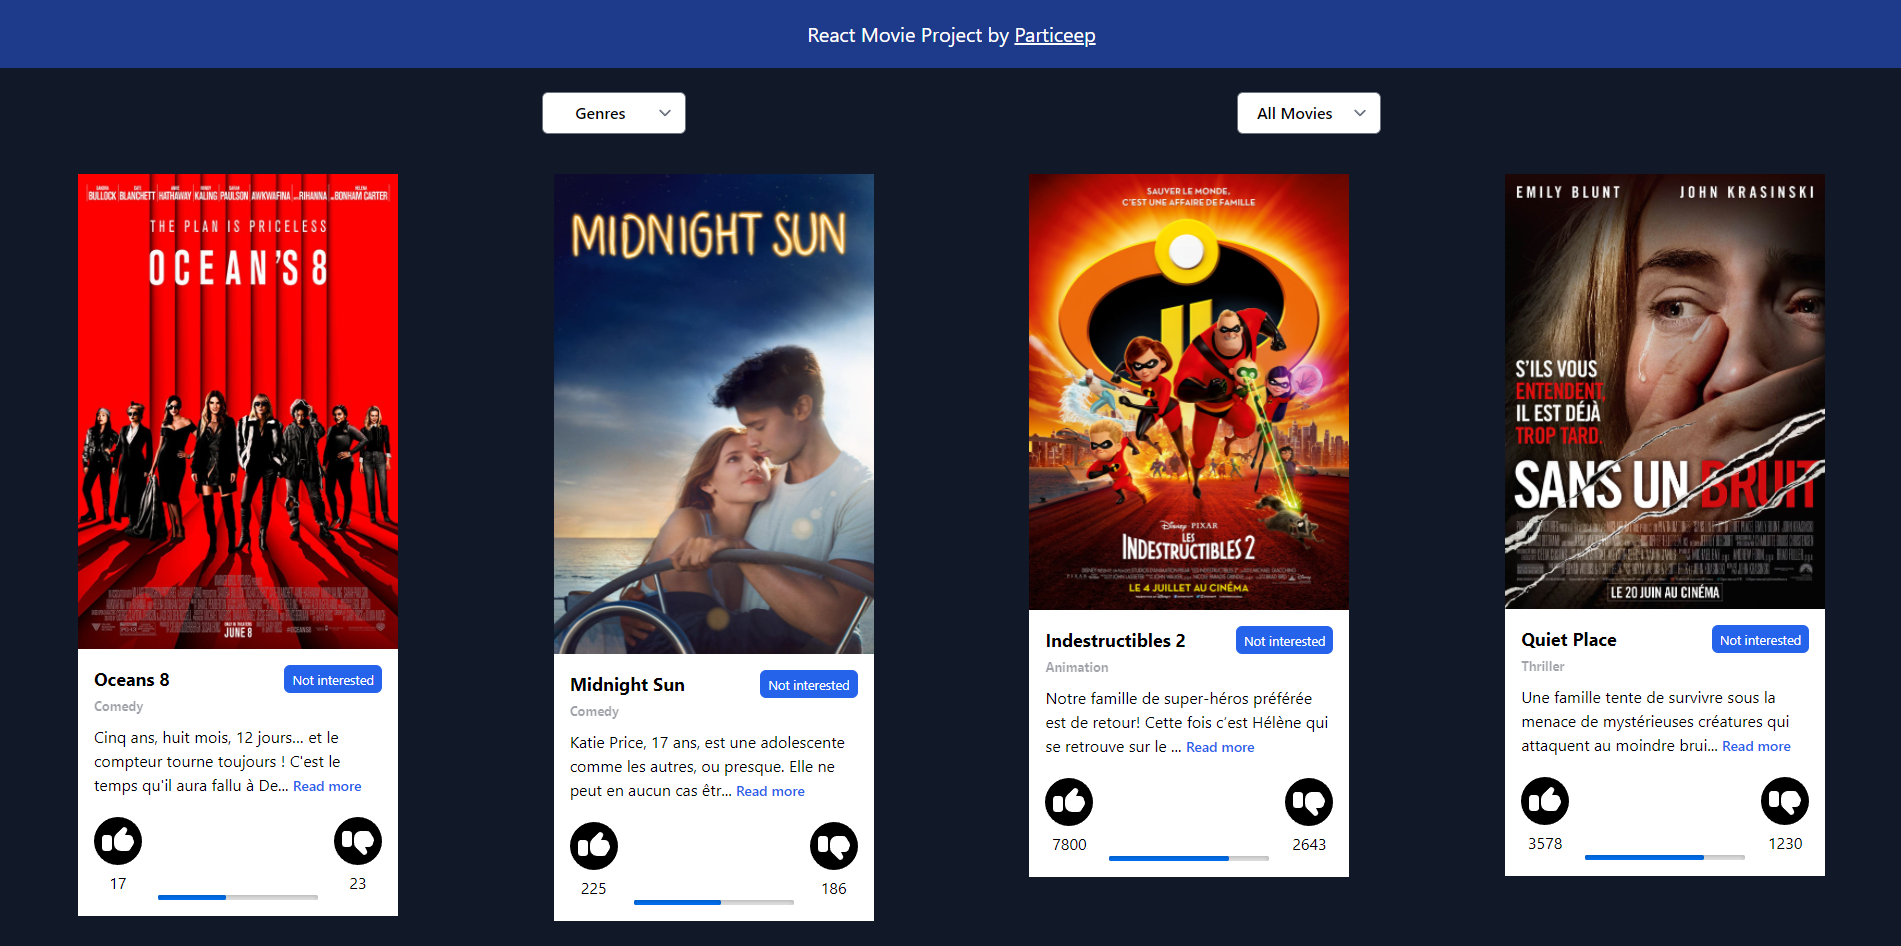 React Movie Project by Particeep
Genres
All Movies
SANDRA BULLOCK CATE BLANCHETT ANNE HATHAWAY MINDY KALING SARAH PAULSON AWKWAFINA RIHANNA HELENA BONHAM CARTER
THE PLAN IS PRICELESS
OCEAN'S 8
JUNE 8
Oceans 8
Not interested
Comedy
Cinq ans, huit mois, 12 jours... et le
compteur tourne toujours ! C'est le
temps qu'il aura fallu à De... Read more
17
23
MIDNIGHT SUN
Midnight Sun
Not interested
Comedy
Katie Price, 17 ans, est une adolescente
comme les autres, ou presque. Elle ne
peut en aucun cas êtr... Read more
225
186
SAUVER LE MONDE,
C'EST UNE AFFAIRE DE FAMILLE
Disney PIXAR
LES
INDESTRUCTIBLES 2
LE 4 JUILLET AU CINÉMA
Indestructibles 2
Not interested
Animation
Notre famille de super-héros préférée
est de retour! Cette fois c’est Hélène qui
se retrouve sur le ... Read more
7800
2643
EMILY BLUNT JOHN KRASINSKI
S'ILS VOUS
ENTENDENT,
IL EST DÉJÀ
TROP TARD.
SANS UN BRUIT
LE 20 JUIN AU CINÉMA
Quiet Place
Not interested
Thriller
Une famille tente de survivre sous la
menace de mystérieuses créatures qui
attaquent au moindre brui... Read more
3578
1230